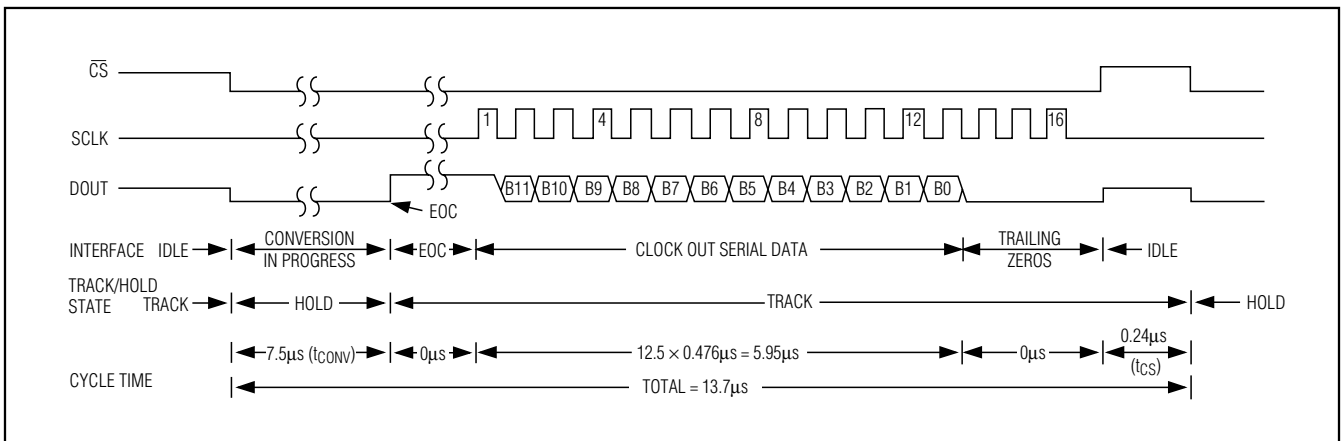 CS
SCLK
1 4 8 12 16
DOUT
B11 B10 B9 B8 B7 B6 B5 B4 B3 B2 B1 B0
EOC
INTERFACE IDLE CONVERSION IN PROGRESS EOC CLOCK OUT SERIAL DATA TRAILING ZEROS IDLE
TRACK/HOLD
STATE TRACK HOLD TRACK HOLD
7.5µs (tCONV) 0µs 12.5 × 0.476µs = 5.95µs 0µs 0.24µs (tCS)
CYCLE TIME
TOTAL = 13.7µs